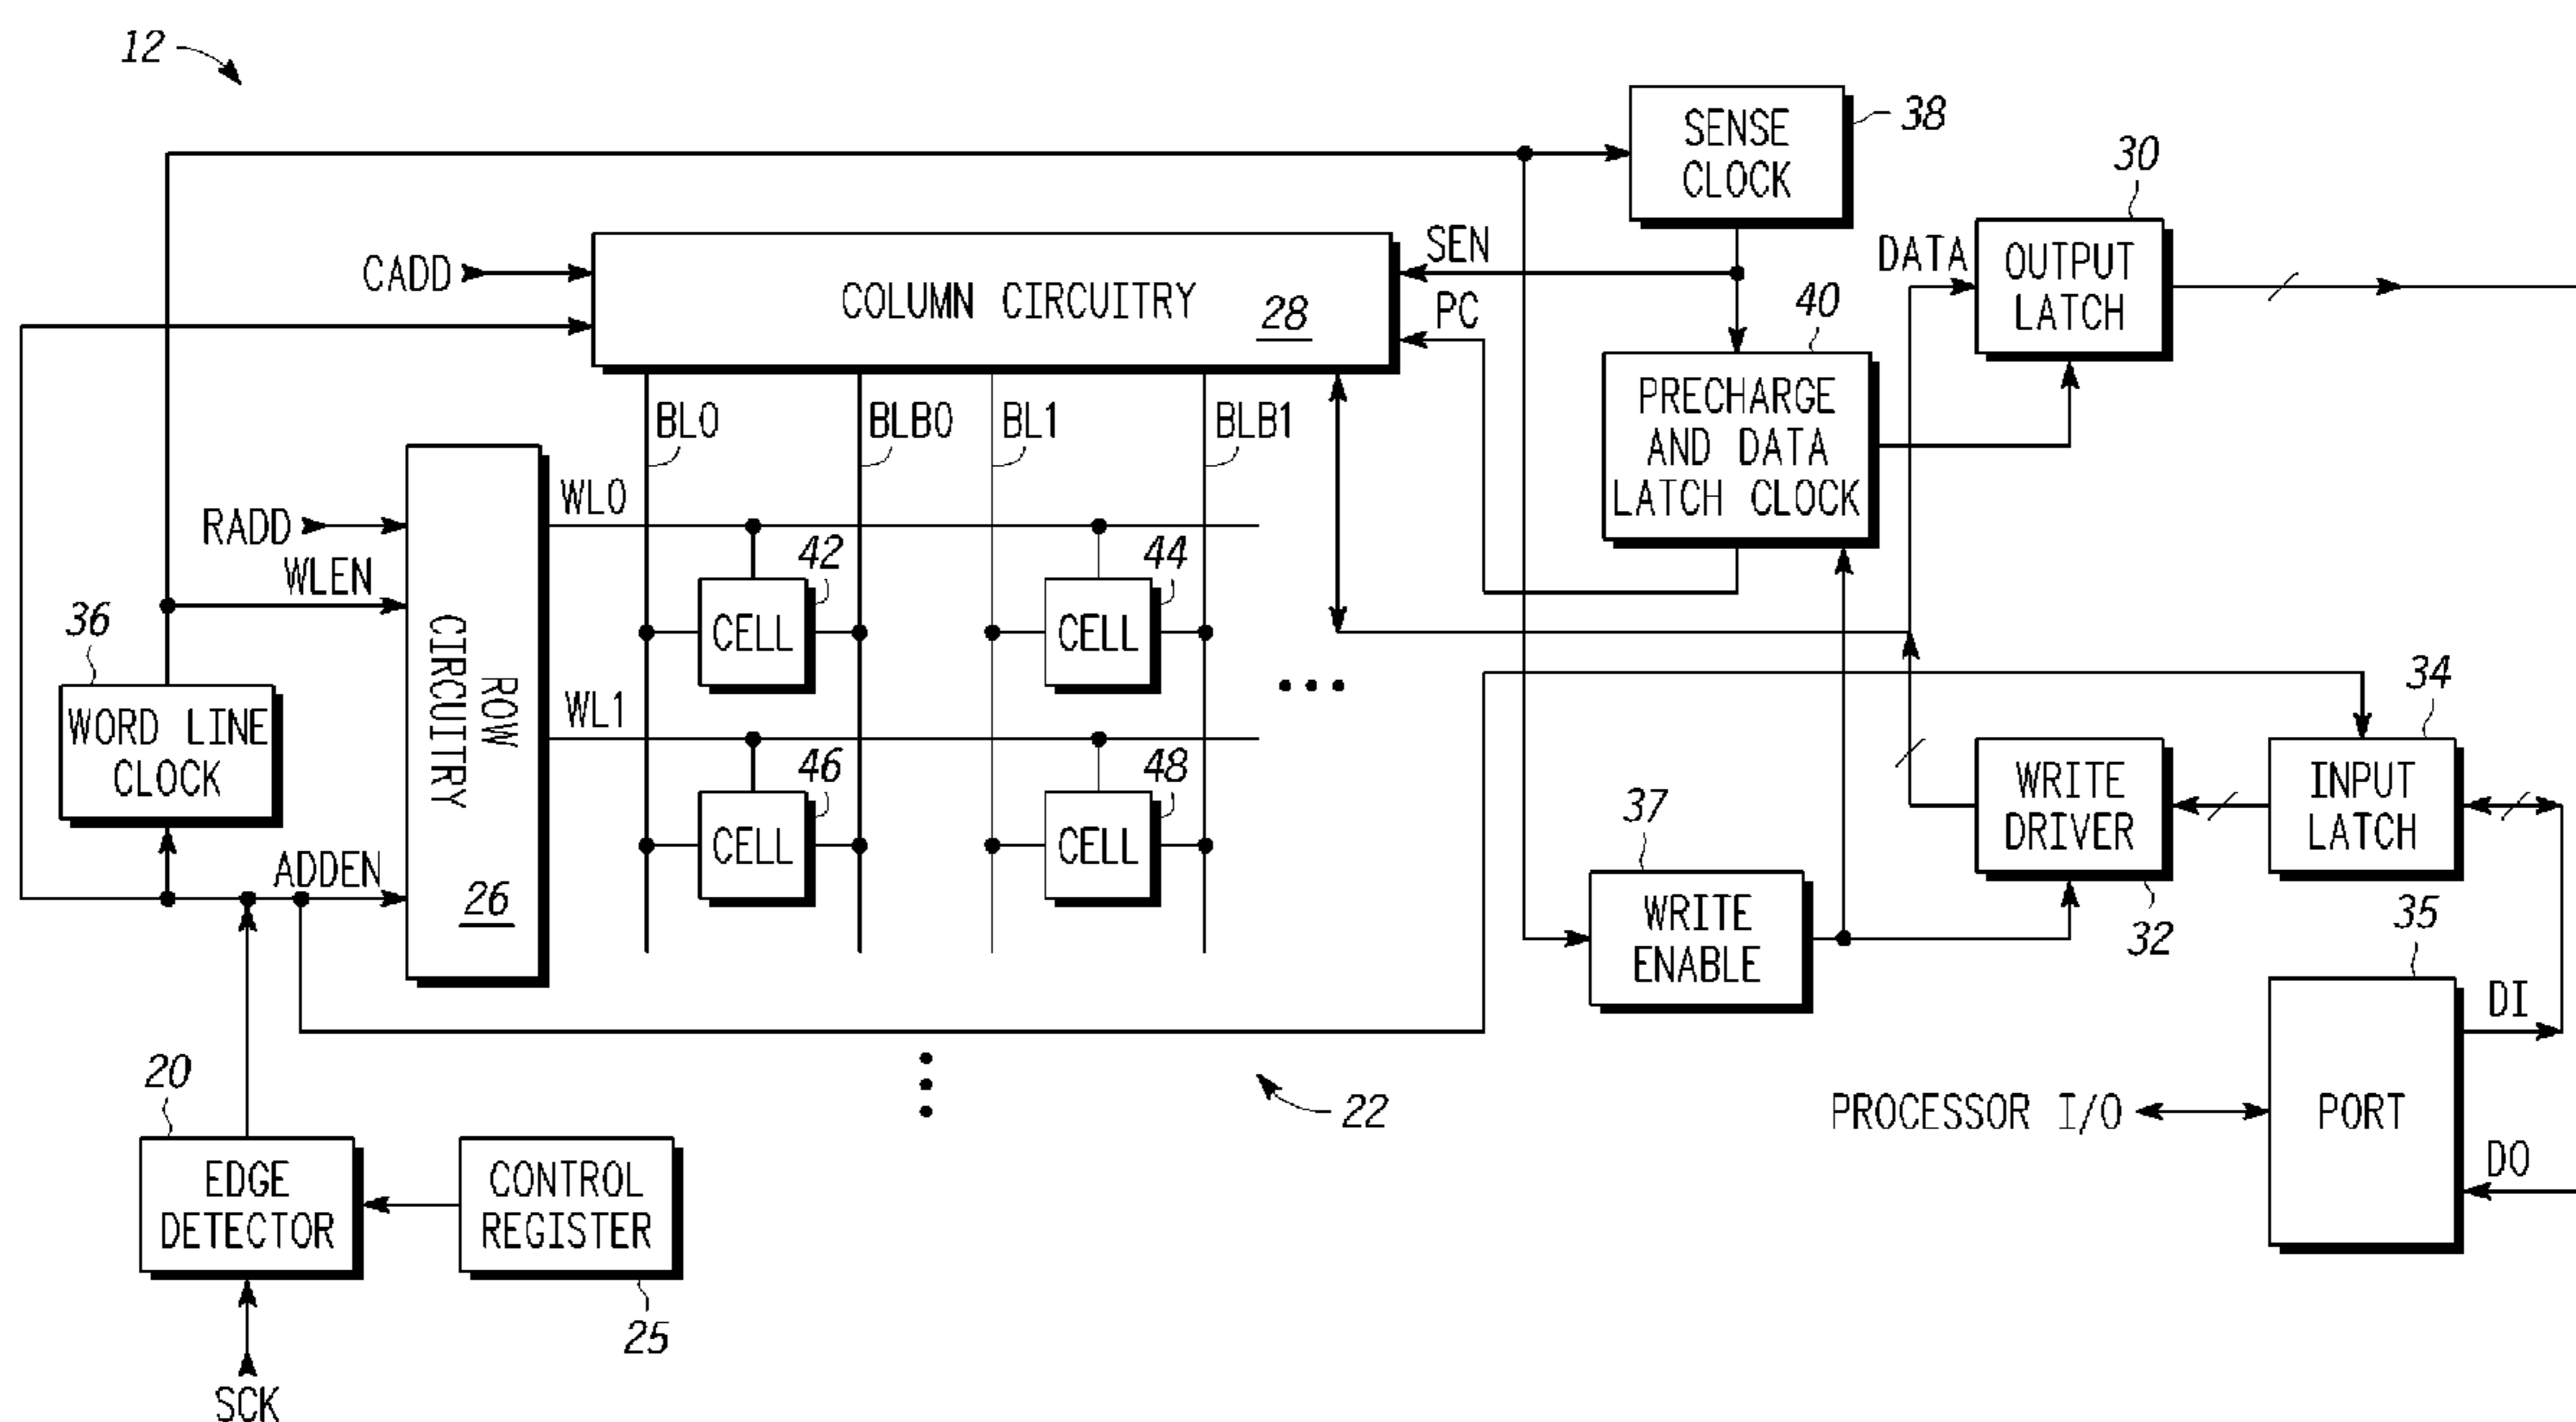 12
SENSE
CLOCK
38
30
CADD
COLUMN CIRCUITRY
28
SEN
PC
DATA
OUTPUT
LATCH
40
PRECHARGE
AND DATA
LATCH CLOCK
BL0
BLB0
BL1
BLB1
RADD
WLEN
WL0
42
CELL
44
CELL
36
WORD LINE
CLOCK
ROW
CIRCUITRY
26
WL1
46
CELL
48
CELL
ADDEN
34
INPUT
LATCH
WRITE
DRIVER
32
37
WRITE
ENABLE
35
PORT
DI
DO
PROCESSOR I/O
22
20
EDGE
DETECTOR
CONTROL
REGISTER
25
SCK